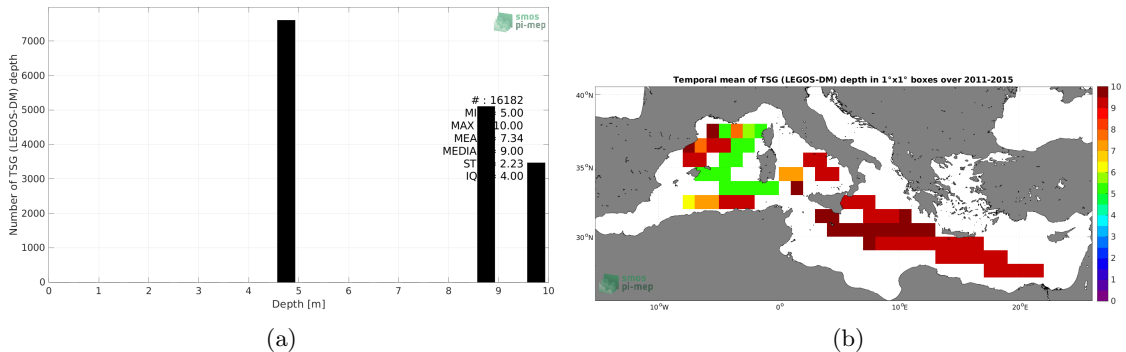 smos
pi-mep
7000
6000
5000
4000
3000
2000
1000
0
Number of TSG (LEGOS-DM) depth
# : 16182
MI = 5.00
MAX 10.00
MEA = 7.34
MEDIA = 9.00
ST = 2.23
IQ = 4.00
0 1 2 3 4 5 6 7 8 9 10
Depth [m]
(a)
Temporal mean of TSG (LEGOS-DM) depth in 1°x1° boxes over 2011-2015
40°N
35°N
30°N
10°W 0° 10°E 20°E
smos
pi-mep
10
9
8
7
6
5
4
3
2
1
0
(b)